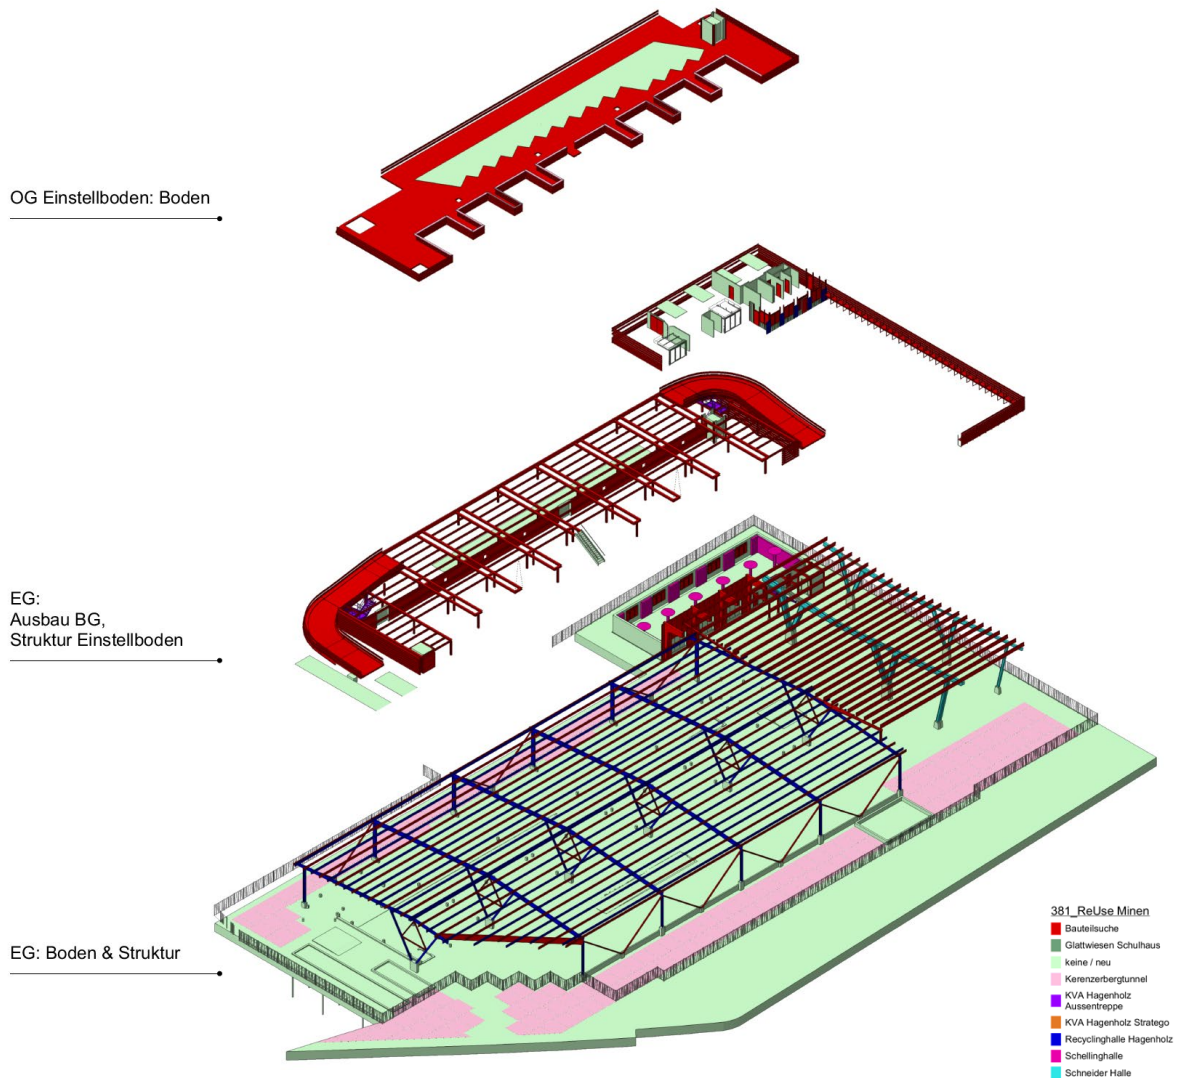 OG Einstellboden: Boden
EG:
Ausbau BG,
Struktur Einstellboden
EG: Boden & Struktur
381_ReUse Minen
Bauteilsuche
Glattwiesen Schulhaus
keine / neu
Kerenzerbergtunnel
KVA Hagenholz
Aussentreppe
KVA Hagenholz Stratego
Recyclinghalle Hagenholz
Schellinghalle
Schneider Halle